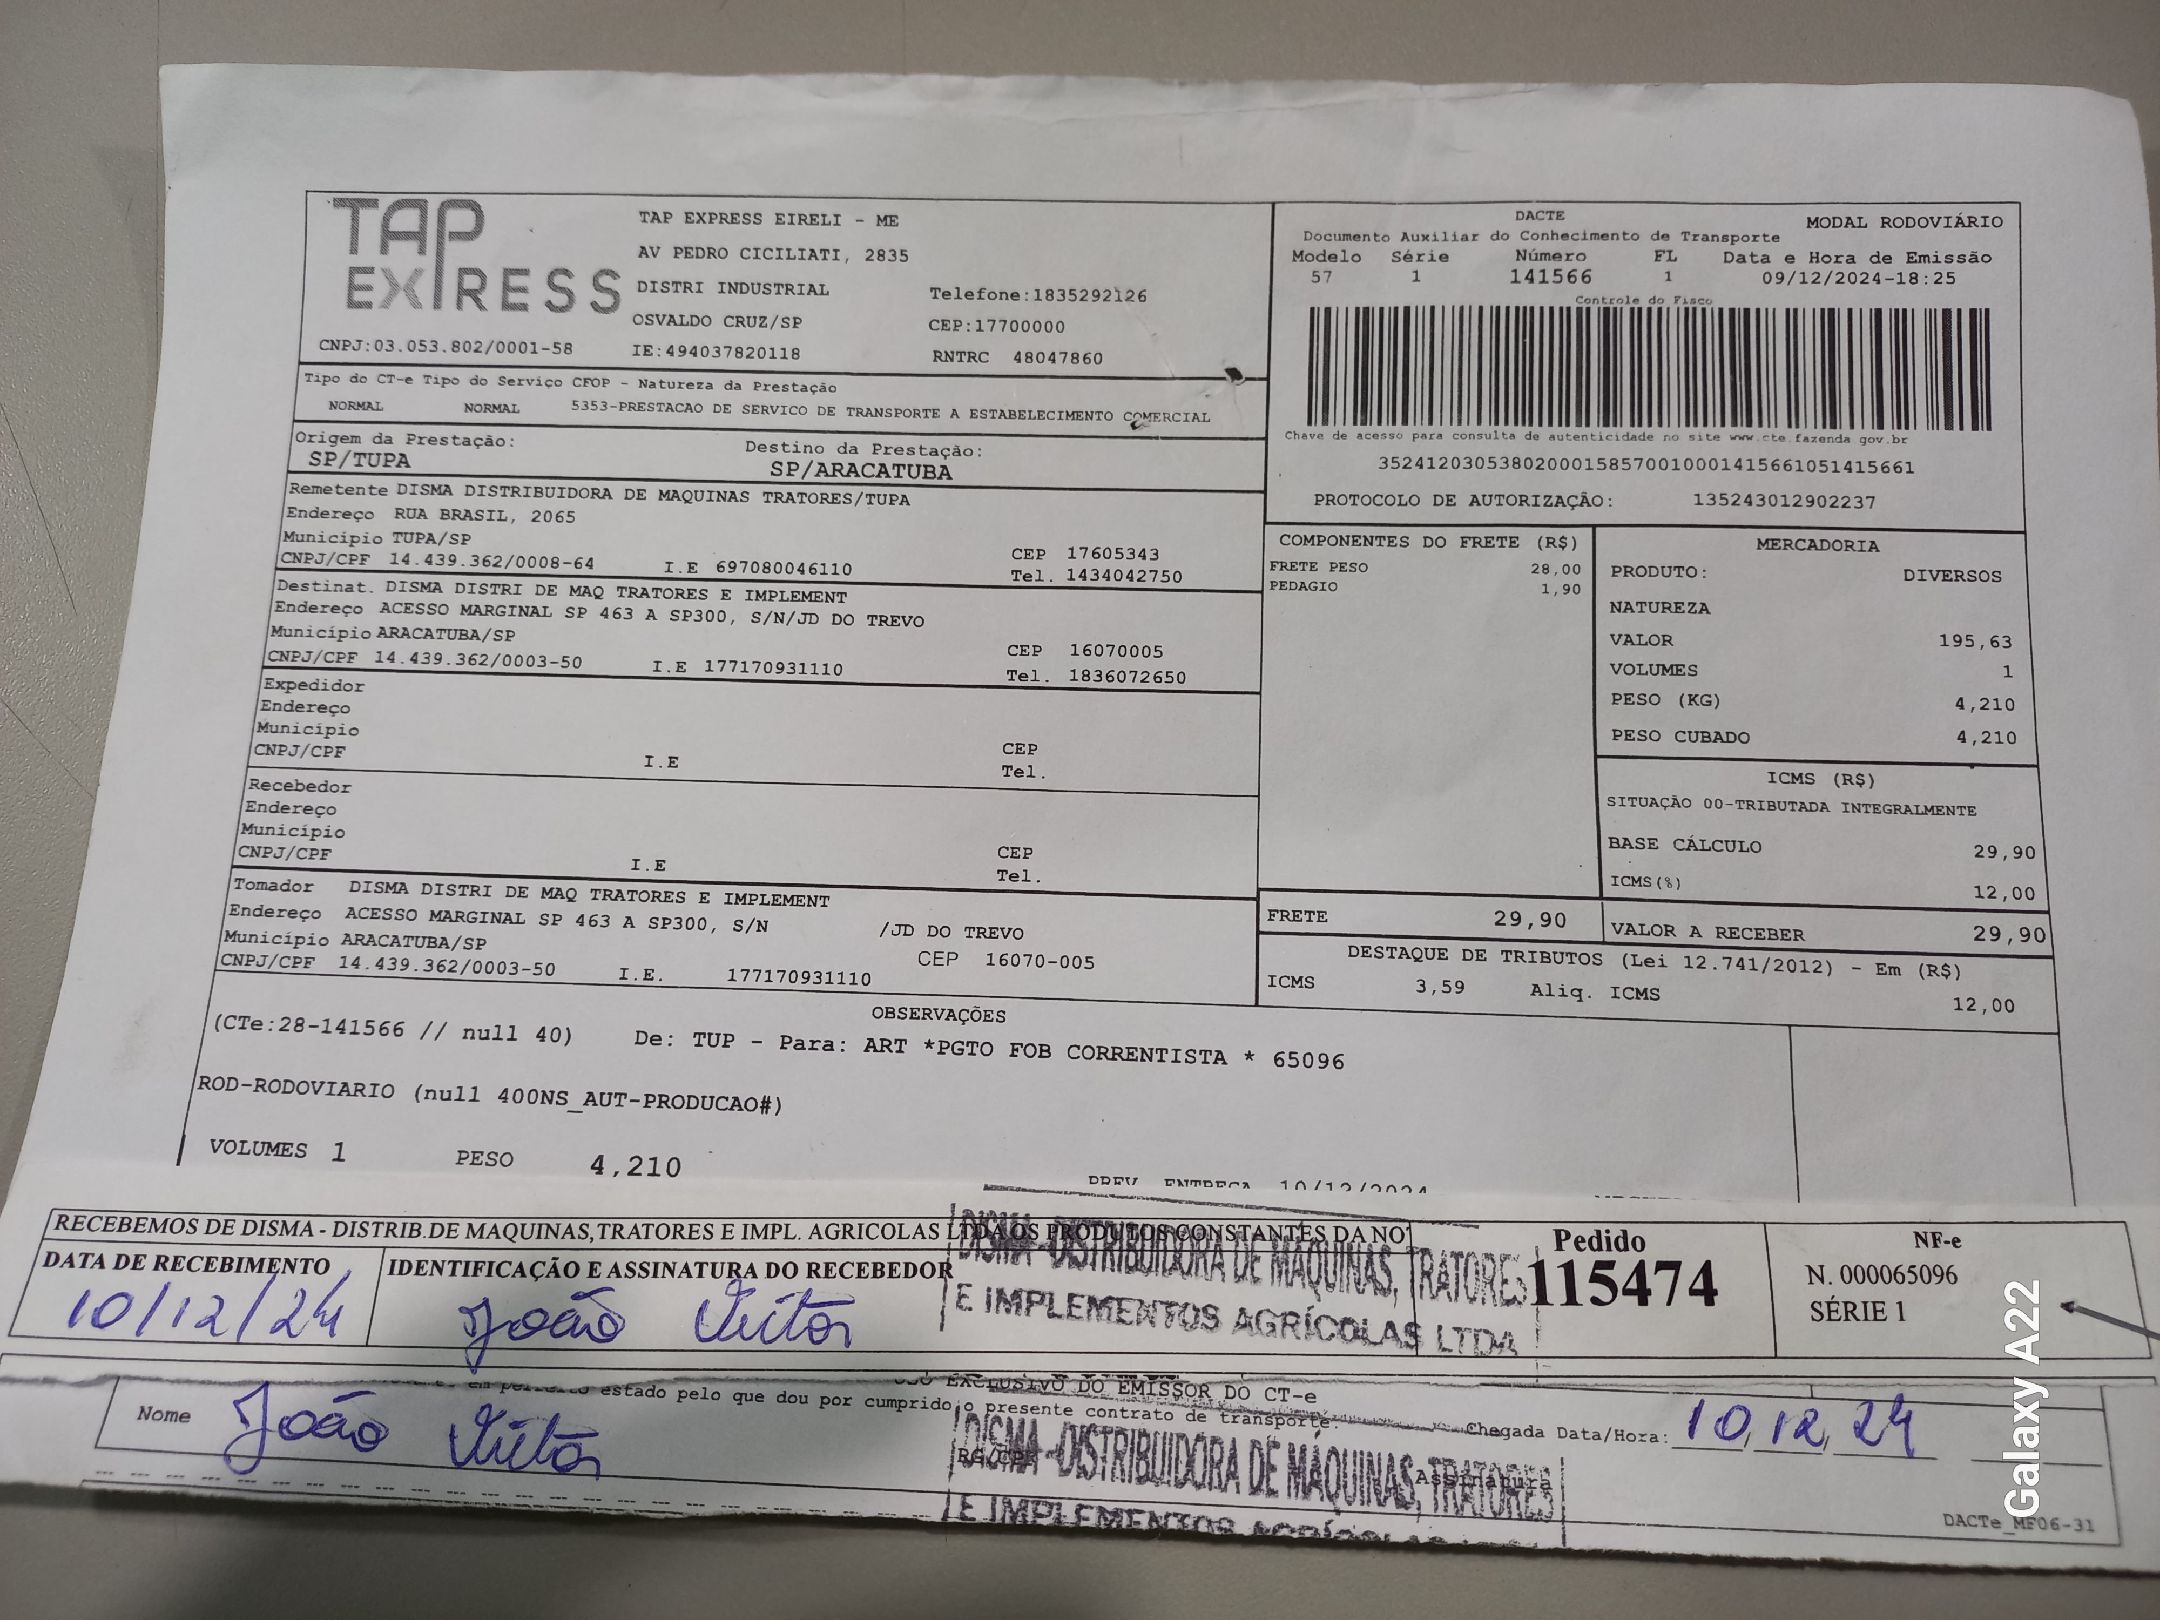 TAP EXPRESS
TAP EXPRESS EIRELI - ME
AV PEDRO CICILIATI, 2835
DISTRI INDUSTRIAL Telefone:1835292126
OSVALDO CRUZ/SP CEP:17700000
CNPJ:03.053.802/0001-58 IE:494037820118 RNTRC 48047860
DACTE MODAL RODOVIÁRIO
Documento Auxiliar do Conhecimento de Transporte
Modelo Série Número FL Data e Hora de Emissão
57 1 141566 1 09/12/2024-18:25
Controle do Fisco
Chave de acesso para consulta de autenticidade no site www.cte.fazenda gov.br
35241203053802000158570010001415661051415661
PROTOCOLO DE AUTORIZAÇÃO: 135243012902237
Tipo do CT-e Tipo do Serviço CFOP - Natureza da Prestação
NORMAL NORMAL 5353-PRESTACAO DE SERVICO DE TRANSPORTE A ESTABELECIMENTO COMERCIAL
Origem da Prestação: Destino da Prestação:
SP/TUPA SP/ARACATUBA
Remetente DISMA DISTRIBUIDORA DE MAQUINAS TRATORES/TUPA
Endereço RUA BRASIL, 2065
Município TUPA/SP CEP 17605343
CNPJ/CPF 14.439.362/0008-64 I.E 697080046110 Tel. 1434042750
Destinat. DISMA DISTRI DE MAQ TRATORES E IMPLEMENT
Endereço ACESSO MARGINAL SP 463 A SP300, S/N/JD DO TREVO
Município ARACATUBA/SP CEP 16070005
CNPJ/CPF 14.439.362/0003-50 I.E 177170931110 Tel. 1836072650
Expedidor
Endereço
Município CEP
CNPJ/CPF I.E Tel.
Recebedor
Endereço
Município CEP
CNPJ/CPF I.E Tel.
Tomador DISMA DISTRI DE MAQ TRATORES E IMPLEMENT
Endereço ACESSO MARGINAL SP 463 A SP300, S/N /JD DO TREVO
Município ARACATUBA/SP CEP 16070-005
CNPJ/CPF 14.439.362/0003-50 I.E. 177170931110
COMPONENTES DO FRETE (R$)
FRETE PESO 28,00
PEDAGIO 1,90
MERCADORIA
PRODUTO: DIVERSOS
NATUREZA
VALOR 195,63
VOLUMES 1
PESO (KG) 4,210
PESO CUBADO 4,210
ICMS (R$)
SITUAÇÃO 00-TRIBUTADA INTEGRALMENTE
BASE CÁLCULO 29,90
ICMS(%) 12,00
FRETE 29,90 VALOR A RECEBER 29,90
DESTAQUE DE TRIBUTOS (Lei 12.741/2012) - Em (R$)
ICMS 3,59 Aliq. ICMS 12,00
OBSERVAÇÕES
(CTe:28-141566 // null 40) De: TUP - Para: ART *PGTO FOB CORRENTISTA * 65096
ROD-RODOVIARIO (null 400NS_AUT-PRODUCAO#)
VOLUMES 1 PESO 4,210
PREV ENTREGA 10/12/2024
RECEBEMOS DE DISMA - DISTRIB.DE MAQUINAS,TRATORES E IMPL. AGRICOLAS LTDA OS PRODUTOS CONSTANTES DA NO
DATA DE RECEBIMENTO IDENTIFICAÇÃO E ASSINATURA DO RECEBEDOR
10/12/24 João Victor
DISMA - DISTRIBUIDORA DE MÁQUINAS, TRATORES
E IMPLEMENTOS AGRÍCOLAS LTDA
Pedido
115474
NF-e
N. 000065096
SÉRIE 1
USO EXCLUSIVO DO EMISSOR DO CT-e
estado pelo que dou por cumprido o presente contrato de transporte.
Nome João Victor RG/CPF Assinatura
Chegada Data/Hora: 10,12,24
DISMA - DISTRIBUIDORA DE MÁQUINAS, TRATORES
E IMPLEMENTOS AGRÍCOLAS
DACTe_MF06-31
Galaxy A22